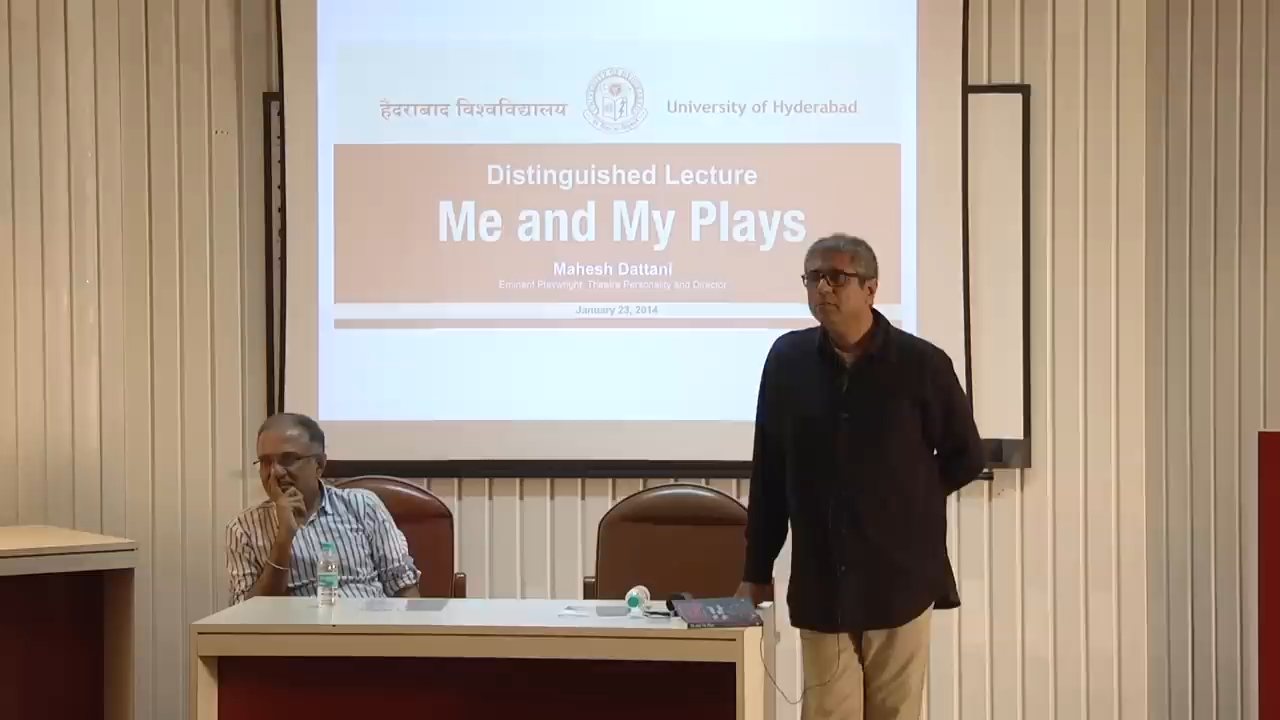 हैदराबाद विश्वविद्यालय
University of Hyderabad
Distinguished Lecture
Me and My Plays
Mahesh Dattani
Eminent Playwright, Theatre Personality and Director
January 23, 2014